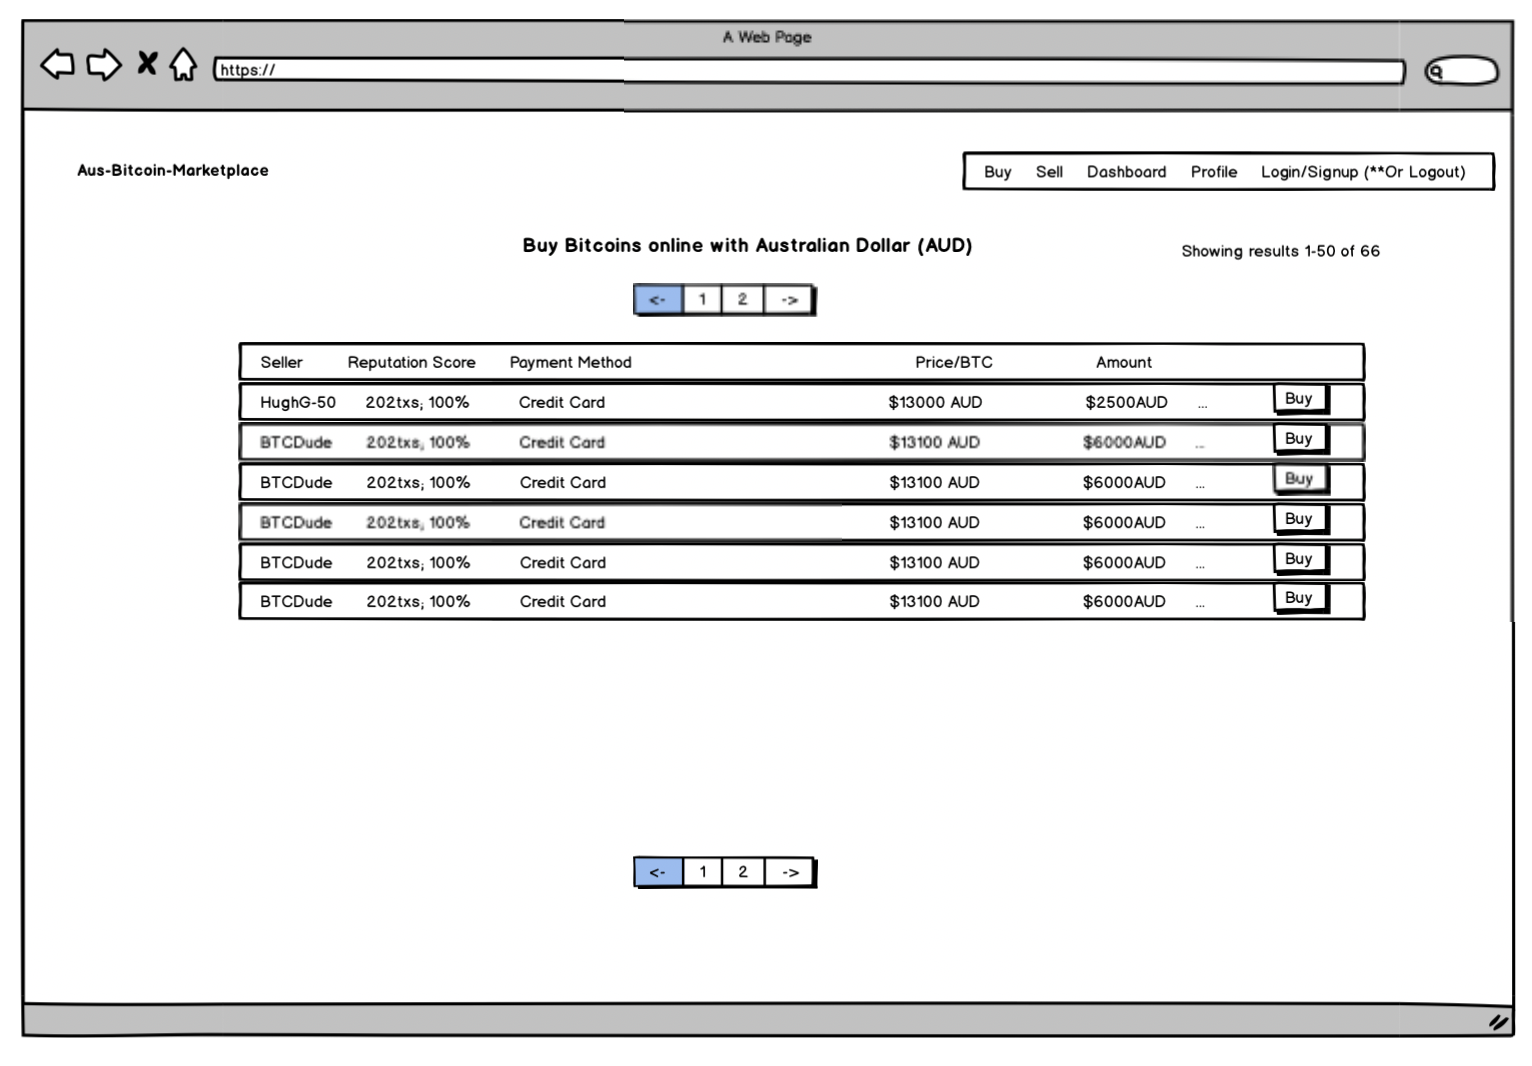 A Web Page
https://
Aus-Bitcoin-Marketplace
Buy Sell Dashboard Profile Login/Signup (**Or Logout)
Buy Bitcoins online with Australian Dollar (AUD)
Showing results 1-50 of 66
<- 1 2 ->
Seller Reputation Score Payment Method Price/BTC Amount
HughG-50 202txs; 100% Credit Card $13000 AUD $2500AUD ... Buy
BTCDude 202txs; 100% Credit Card $13100 AUD $6000AUD ... Buy
BTCDude 202txs; 100% Credit Card $13100 AUD $6000AUD ... Buy
BTCDude 202txs; 100% Credit Card $13100 AUD $6000AUD ... Buy
BTCDude 202txs; 100% Credit Card $13100 AUD $6000AUD ... Buy
BTCDude 202txs; 100% Credit Card $13100 AUD $6000AUD ... Buy
<- 1 2 ->